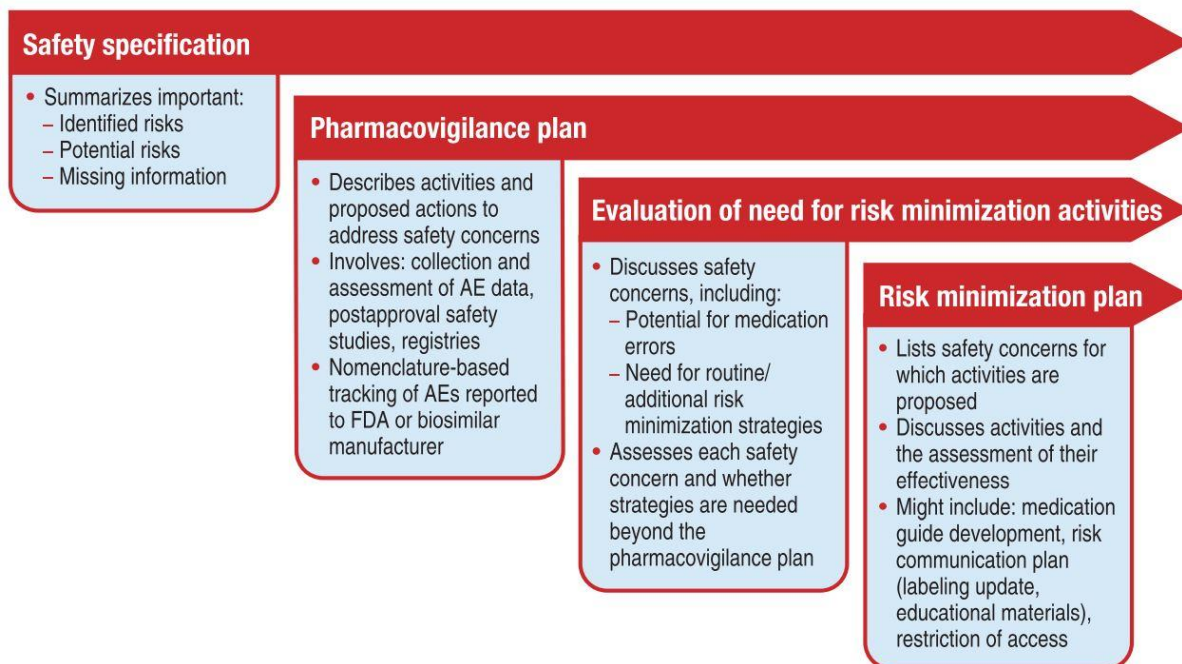 Safety specification
• Summarizes important:
– Identified risks
– Potential risks
– Missing information
Pharmacovigilance plan
• Describes activities and
proposed actions to
address safety concerns
• Involves: collection and
assessment of AE data,
postapproval safety
studies, registries
• Nomenclature-based
tracking of AEs reported
to FDA or biosimilar
manufacturer
Evaluation of need for risk minimization activities
• Discusses safety
concerns, including:
– Potential for medication
errors
– Need for routine/
additional risk
minimization strategies
• Assesses each safety
concern and whether
strategies are needed
beyond the
pharmacovigilance plan
Risk minimization plan
• Lists safety concerns for
which activities are
proposed
• Discusses activities and
the assessment of their
effectiveness
• Might include: medication
guide development, risk
communication plan
(labeling update,
educational materials),
restriction of access